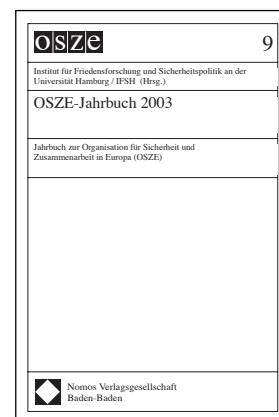 osze 9
Institut für Friedensforschung und Sicherheitspolitik an der
Universität Hamburg / IFSH (Hrsg.)
OSZE-Jahrbuch 2003
Jahrbuch zur Organisation für Sicherheit und
Zusammenarbeit in Europa (OSZE)
Nomos Verlagsgesellschaft
Baden-Baden